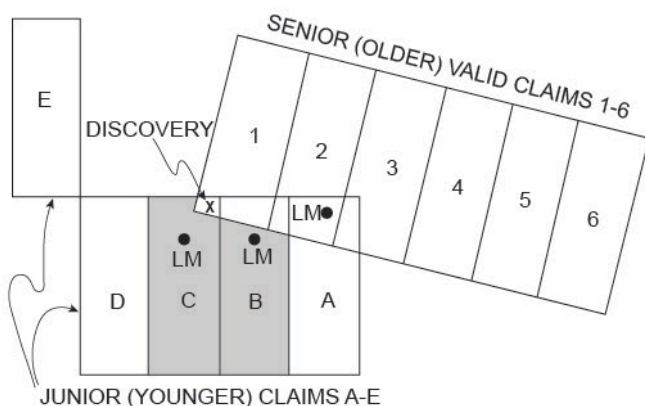 SENIOR (OLDER) VALID CLAIMS 1-6
E
DISCOVERY
1
2
3
4
5
6
X
LM
LM
LM
D
C
B
A
JUNIOR (YOUNGER) CLAIMS A-E